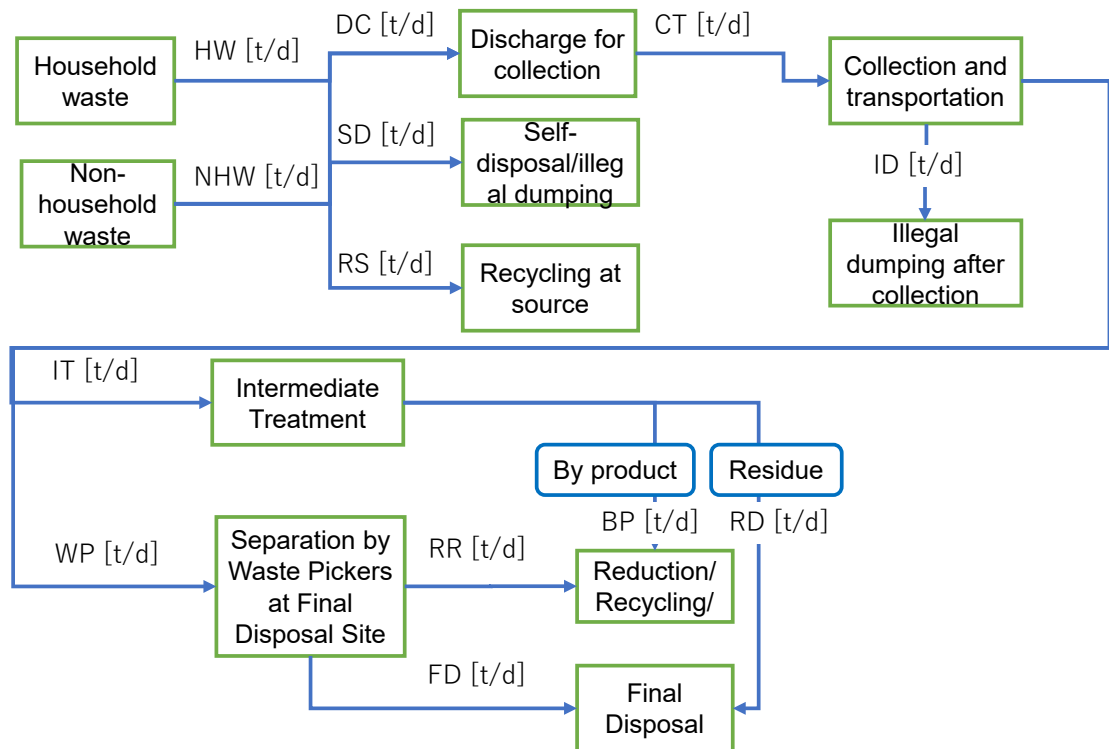 HW [t/d]
DC [t/d]
CT [t/d]
Household
waste
Discharge for
collection
Collection and
transportation
SD [t/d]
Self-
disposal/illeg
al dumping
ID [t/d]
Non-
household
waste
NHW [t/d]
RS [t/d]
Recycling at
source
Illegal
dumping after
collection
IT [t/d]
Intermediate
Treatment
By product
Residue
BP [t/d]
RD [t/d]
WP [t/d]
Separation by
Waste Pickers
at Final
Disposal Site
RR [t/d]
Reduction/
Recycling/
FD [t/d]
Final
Disposal